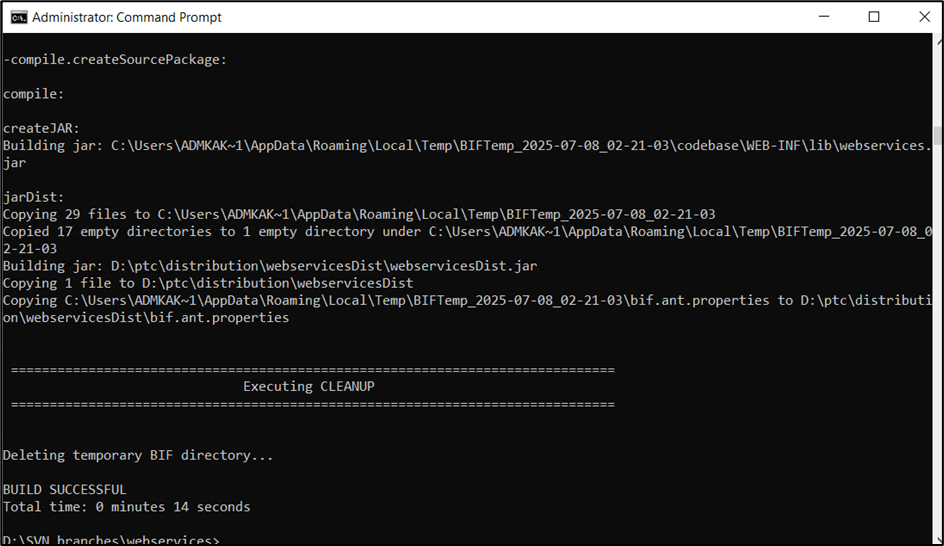 Administrator: Command Prompt
-compile.createSourcePackage:
compile:
createJAR:
Building jar: C:\Users\ADMKAK~1\AppData\Roaming\Local\Temp\BIFTemp_2025-07-08_02-21-03\codebase\WEB-INF\lib\webservices.
jar
jarDist:
Copying 29 files to C:\Users\ADMKAK~1\AppData\Roaming\Local\Temp\BIFTemp_2025-07-08_02-21-03
Copied 17 empty directories to 1 empty directory under C:\Users\ADMKAK~1\AppData\Roaming\Local\Temp\BIFTemp_2025-07-08_0
2-21-03
Building jar: D:\ptc\distribution\webservicesDist\webservicesDist.jar
Copying 1 file to D:\ptc\distribution\webservicesDist
Copying C:\Users\ADMKAK~1\AppData\Roaming\Local\Temp\BIFTemp_2025-07-08_02-21-03\bif.ant.properties to D:\ptc\distributi
on\webservicesDist\bif.ant.properties
==============================================================================
Executing CLEANUP
==============================================================================
Deleting temporary BIF directory...
BUILD SUCCESSFUL
Total time: 0 minutes 14 seconds
D:\SVN_branches\webservices>